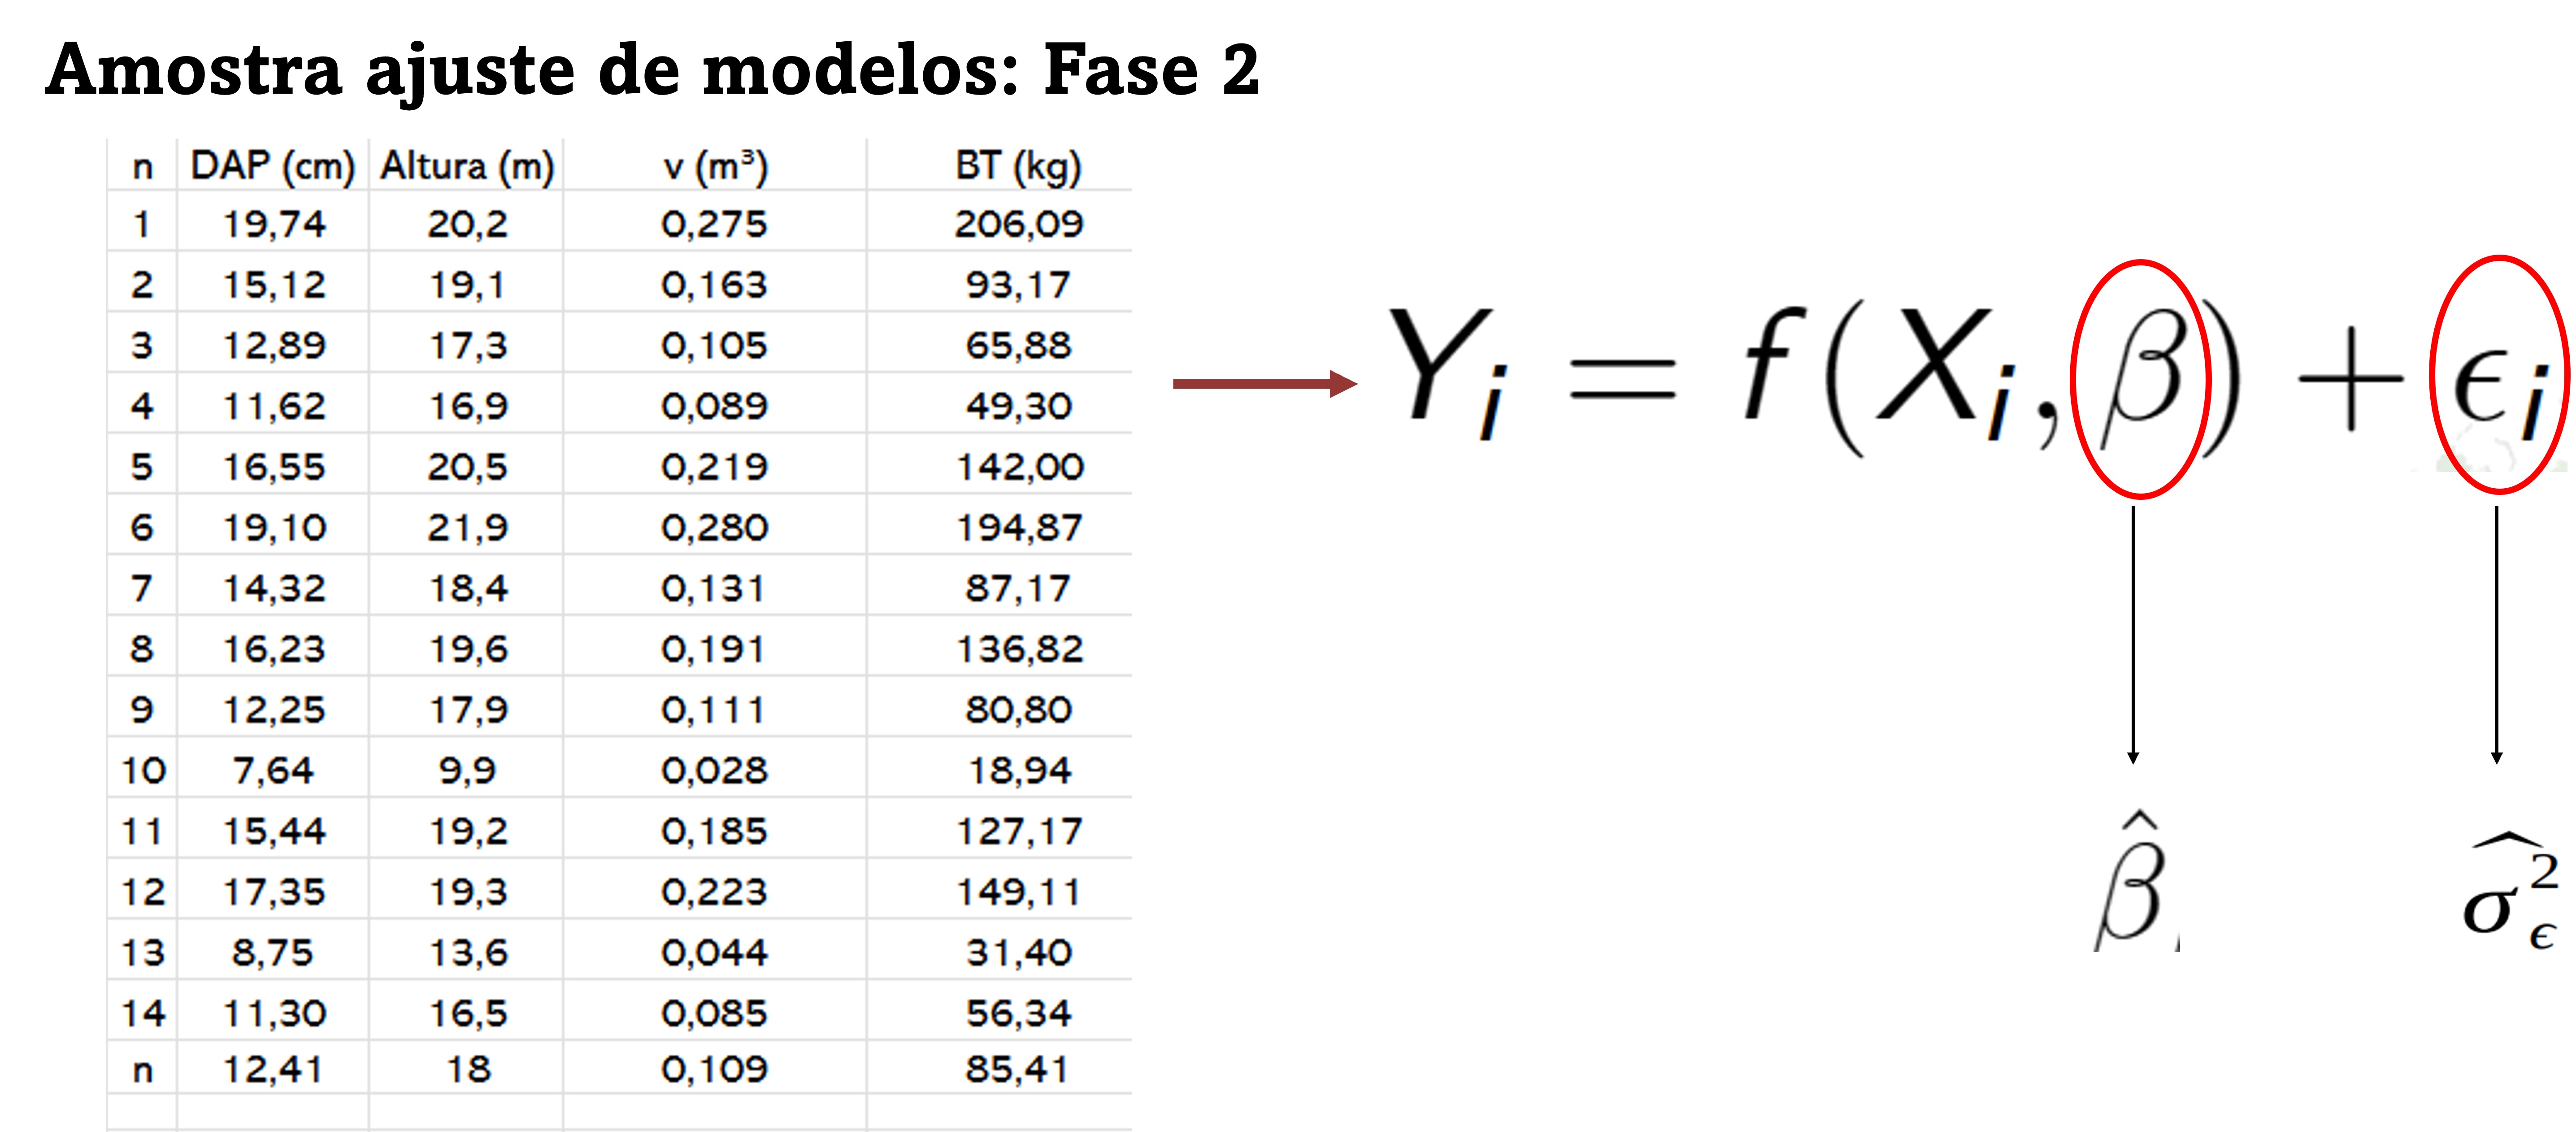 Amostra ajuste de modelos: Fase 2
n DAP (cm) Altura (m) v (m³) BT (kg)
1 19,74 20,2 0,275 206,09
2 15,12 19,1 0,163 93,17
3 12,89 17,3 0,105 65,88
4 11,62 16,9 0,089 49,30
5 16,55 20,5 0,219 142,00
6 19,10 21,9 0,280 194,87
7 14,32 18,4 0,131 87,17
8 16,23 19,6 0,191 136,82
9 12,25 17,9 0,111 80,80
10 7,64 9,9 0,028 18,94
11 15,44 19,2 0,185 127,17
12 17,35 19,3 0,223 149,11
13 8,75 13,6 0,044 31,40
14 11,30 16,5 0,085 56,34
n 12,41 18 0,109 85,41
Y_i = f(X_i, β) + ϵ_i
β̂
σ̂²_ϵ